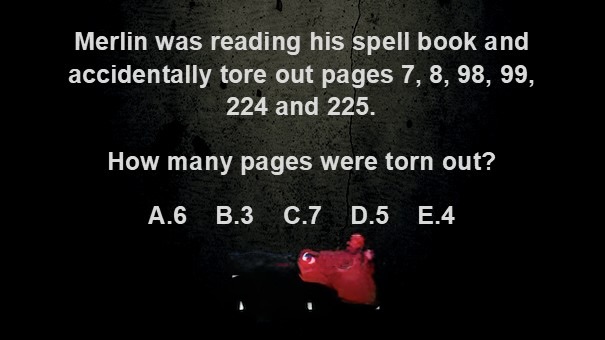 Merlin was reading his spell book and
accidentally tore out pages 7, 8, 98, 99,
224 and 225.
How many pages were torn out?
A.6 B.3 C.7 D.5 E.4